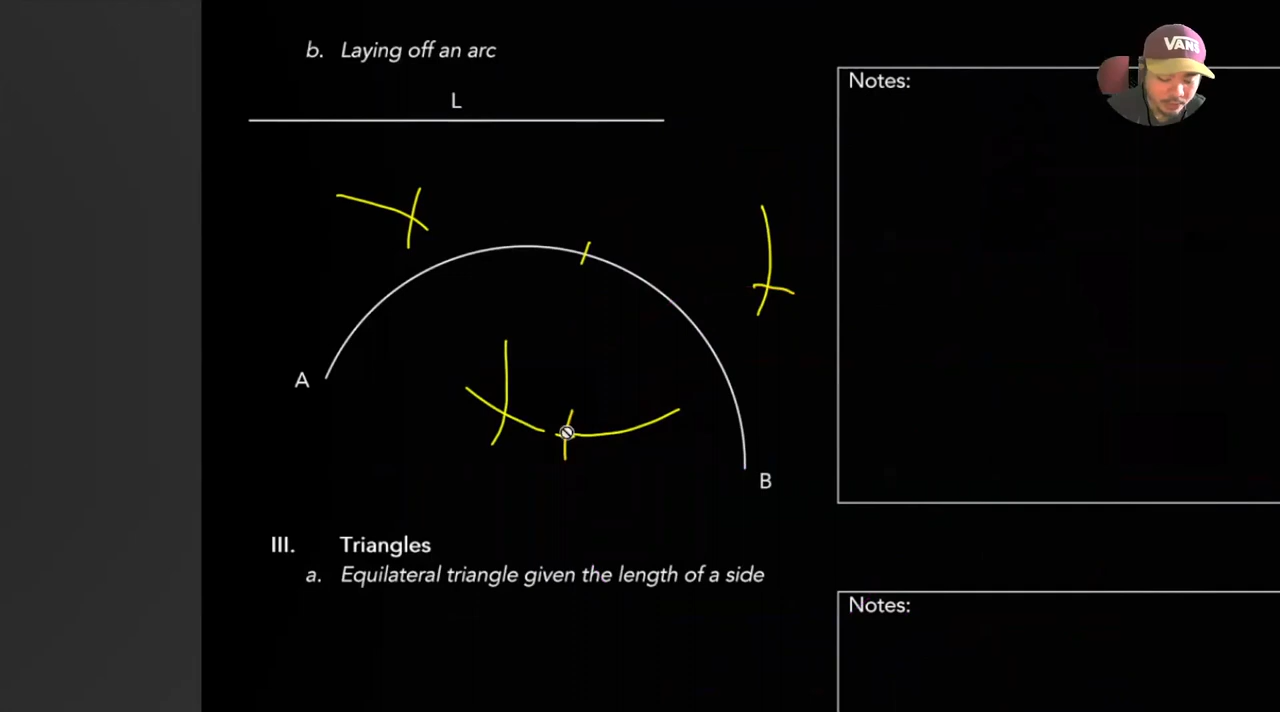 b. Laying off an arc
L
Notes:
VANS
A
B
III. Triangles
a. Equilateral triangle given the length of a side
Notes: